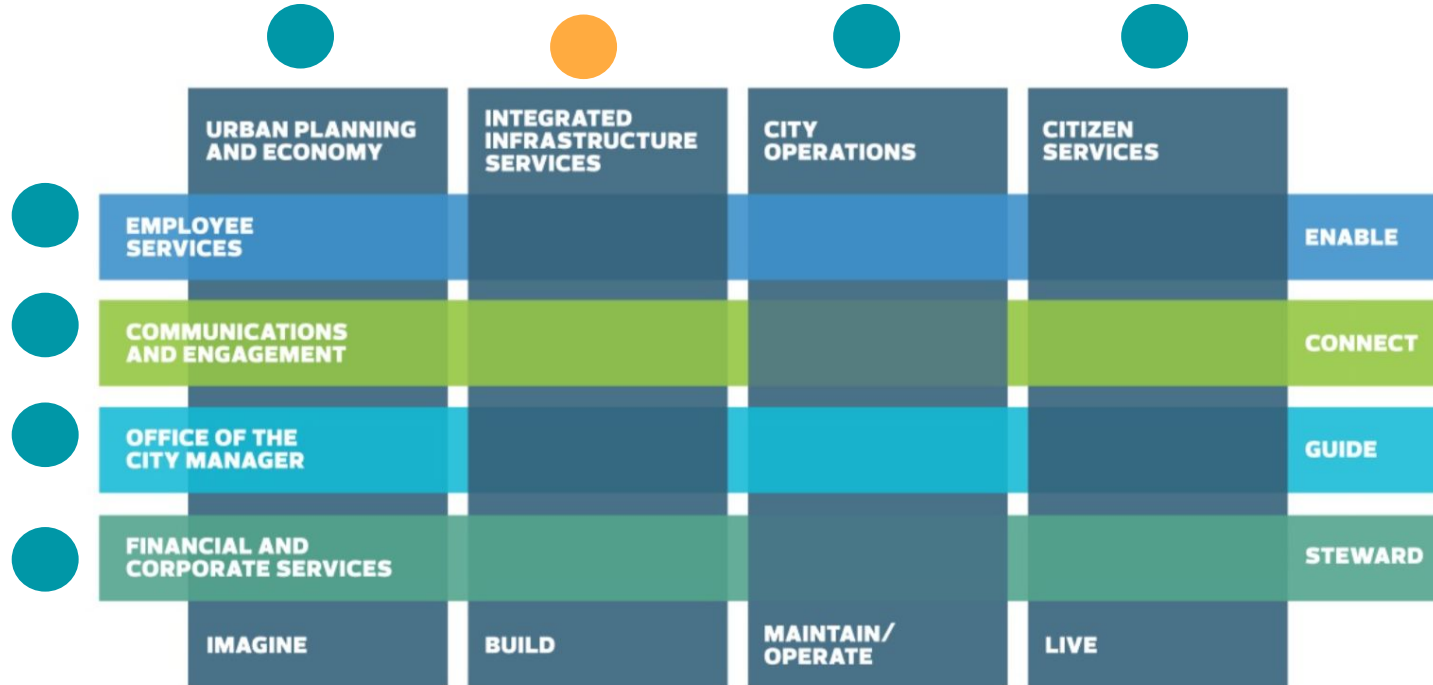 URBAN PLANNING
AND ECONOMY
INTEGRATED
INFRASTRUCTURE
SERVICES
CITY
OPERATIONS
CITIZEN
SERVICES
EMPLOYEE
SERVICES
ENABLE
COMMUNICATIONS
AND ENGAGEMENT
CONNECT
OFFICE OF THE
CITY MANAGER
GUIDE
FINANCIAL AND
CORPORATE SERVICES
STEWARD
IMAGINE
BUILD
MAINTAIN/
OPERATE
LIVE